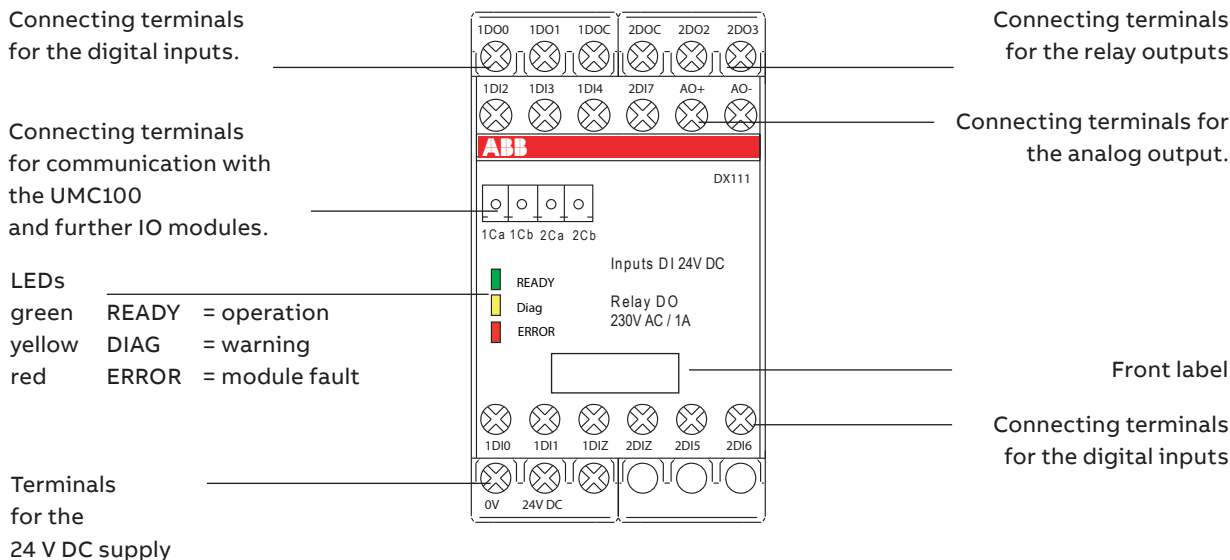 Connecting terminals
for the digital inputs.
Connecting terminals
for communication with
the UMC100
and further IO modules.
LEDs
green READY = operation
yellow DIAG = warning
red ERROR = module fault
Terminals
for the
24 V DC supply
1DO0 1DO1 1DOC 2DOC 2DO2 2DO3
1DI2 1DI3 1DI4 2DI7 AO+ AO-
ABB
DX111
1Ca 1Cb 2Ca 2Cb
Inputs DI 24V DC
READY
Diag
ERROR
Relay DO
230V AC / 1A
1DI0 1DI1 1DIZ 2DIZ 2DI5 2DI6
0V 24V DC
Connecting terminals
for the relay outputs
Connecting terminals for
the analog output.
Front label
Connecting terminals
for the digital inputs